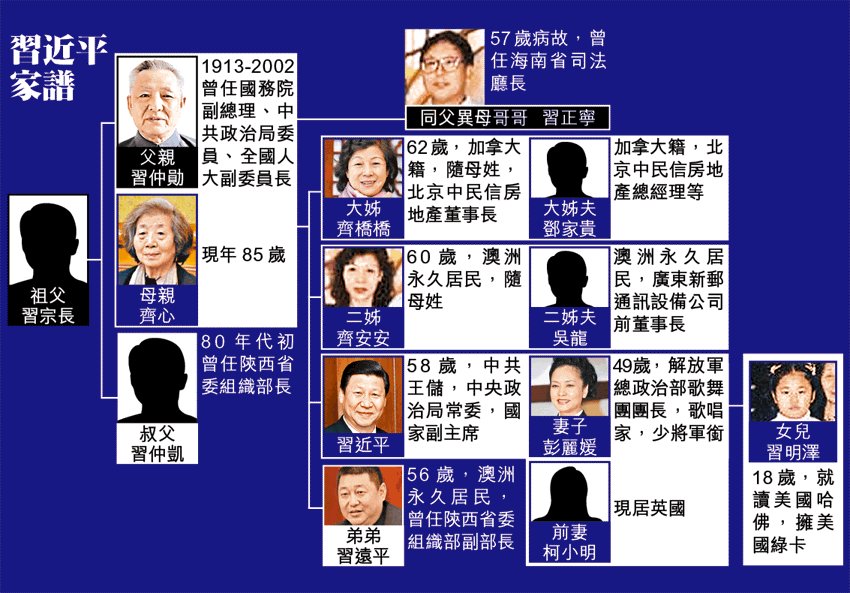 習近平
家譜
1913-2002
曾任國務院
副總理、中
共政治局委
員、全國人
大副委員長
父親
習仲勛
57歲病故，曾
任海南省司法
廳長
同父異母哥哥 習正寧
祖父
習宗長
現年85歲
母親
齊心
80年代初
曾任陝西省
委組織部長
叔父
習仲凱
62歲，加拿大
籍，隨母姓，
北京中民信房
地產董事長
大姊
齊橋橋
加拿大籍，北
京中民信房地
產總經理等
大姊夫
鄧家貴
60歲，澳洲
永久居民，隨
母姓
二姊
齊安安
澳洲永久居
民，廣東新郵
通訊設備公司
前董事長
二姊夫
吳龍
58歲，中共
王儲，中央政
治局常委，國
家副主席
習近平
49歲，解放軍
總政治部歌舞
團團長，歌唱
家，少將軍銜
妻子
彭麗媛
女兒
習明澤
18歲，就
讀美國哈
佛，擁美
國綠卡
56歲，澳洲
永久居民，
曾任陝西省委
組織部副部長
弟弟
習遠平
現居英國
前妻
柯小明